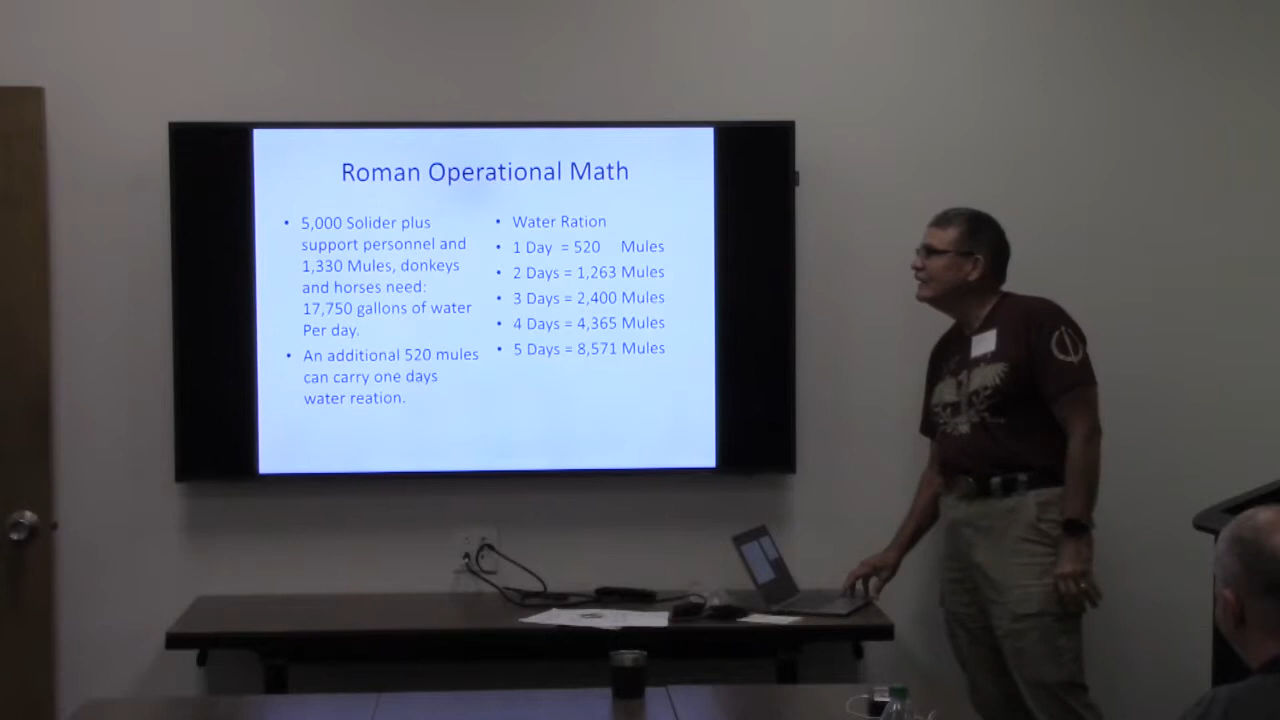 Roman Operational Math
• 5,000 Solider plus
support personnel and
1,330 Mules, donkeys
and horses need:
17,750 gallons of water
Per day.
• An additional 520 mules
can carry one days
water reation.
• Water Ration
• 1 Day = 520 Mules
• 2 Days = 1,263 Mules
• 3 Days = 2,400 Mules
• 4 Days = 4,365 Mules
• 5 Days = 8,571 Mules